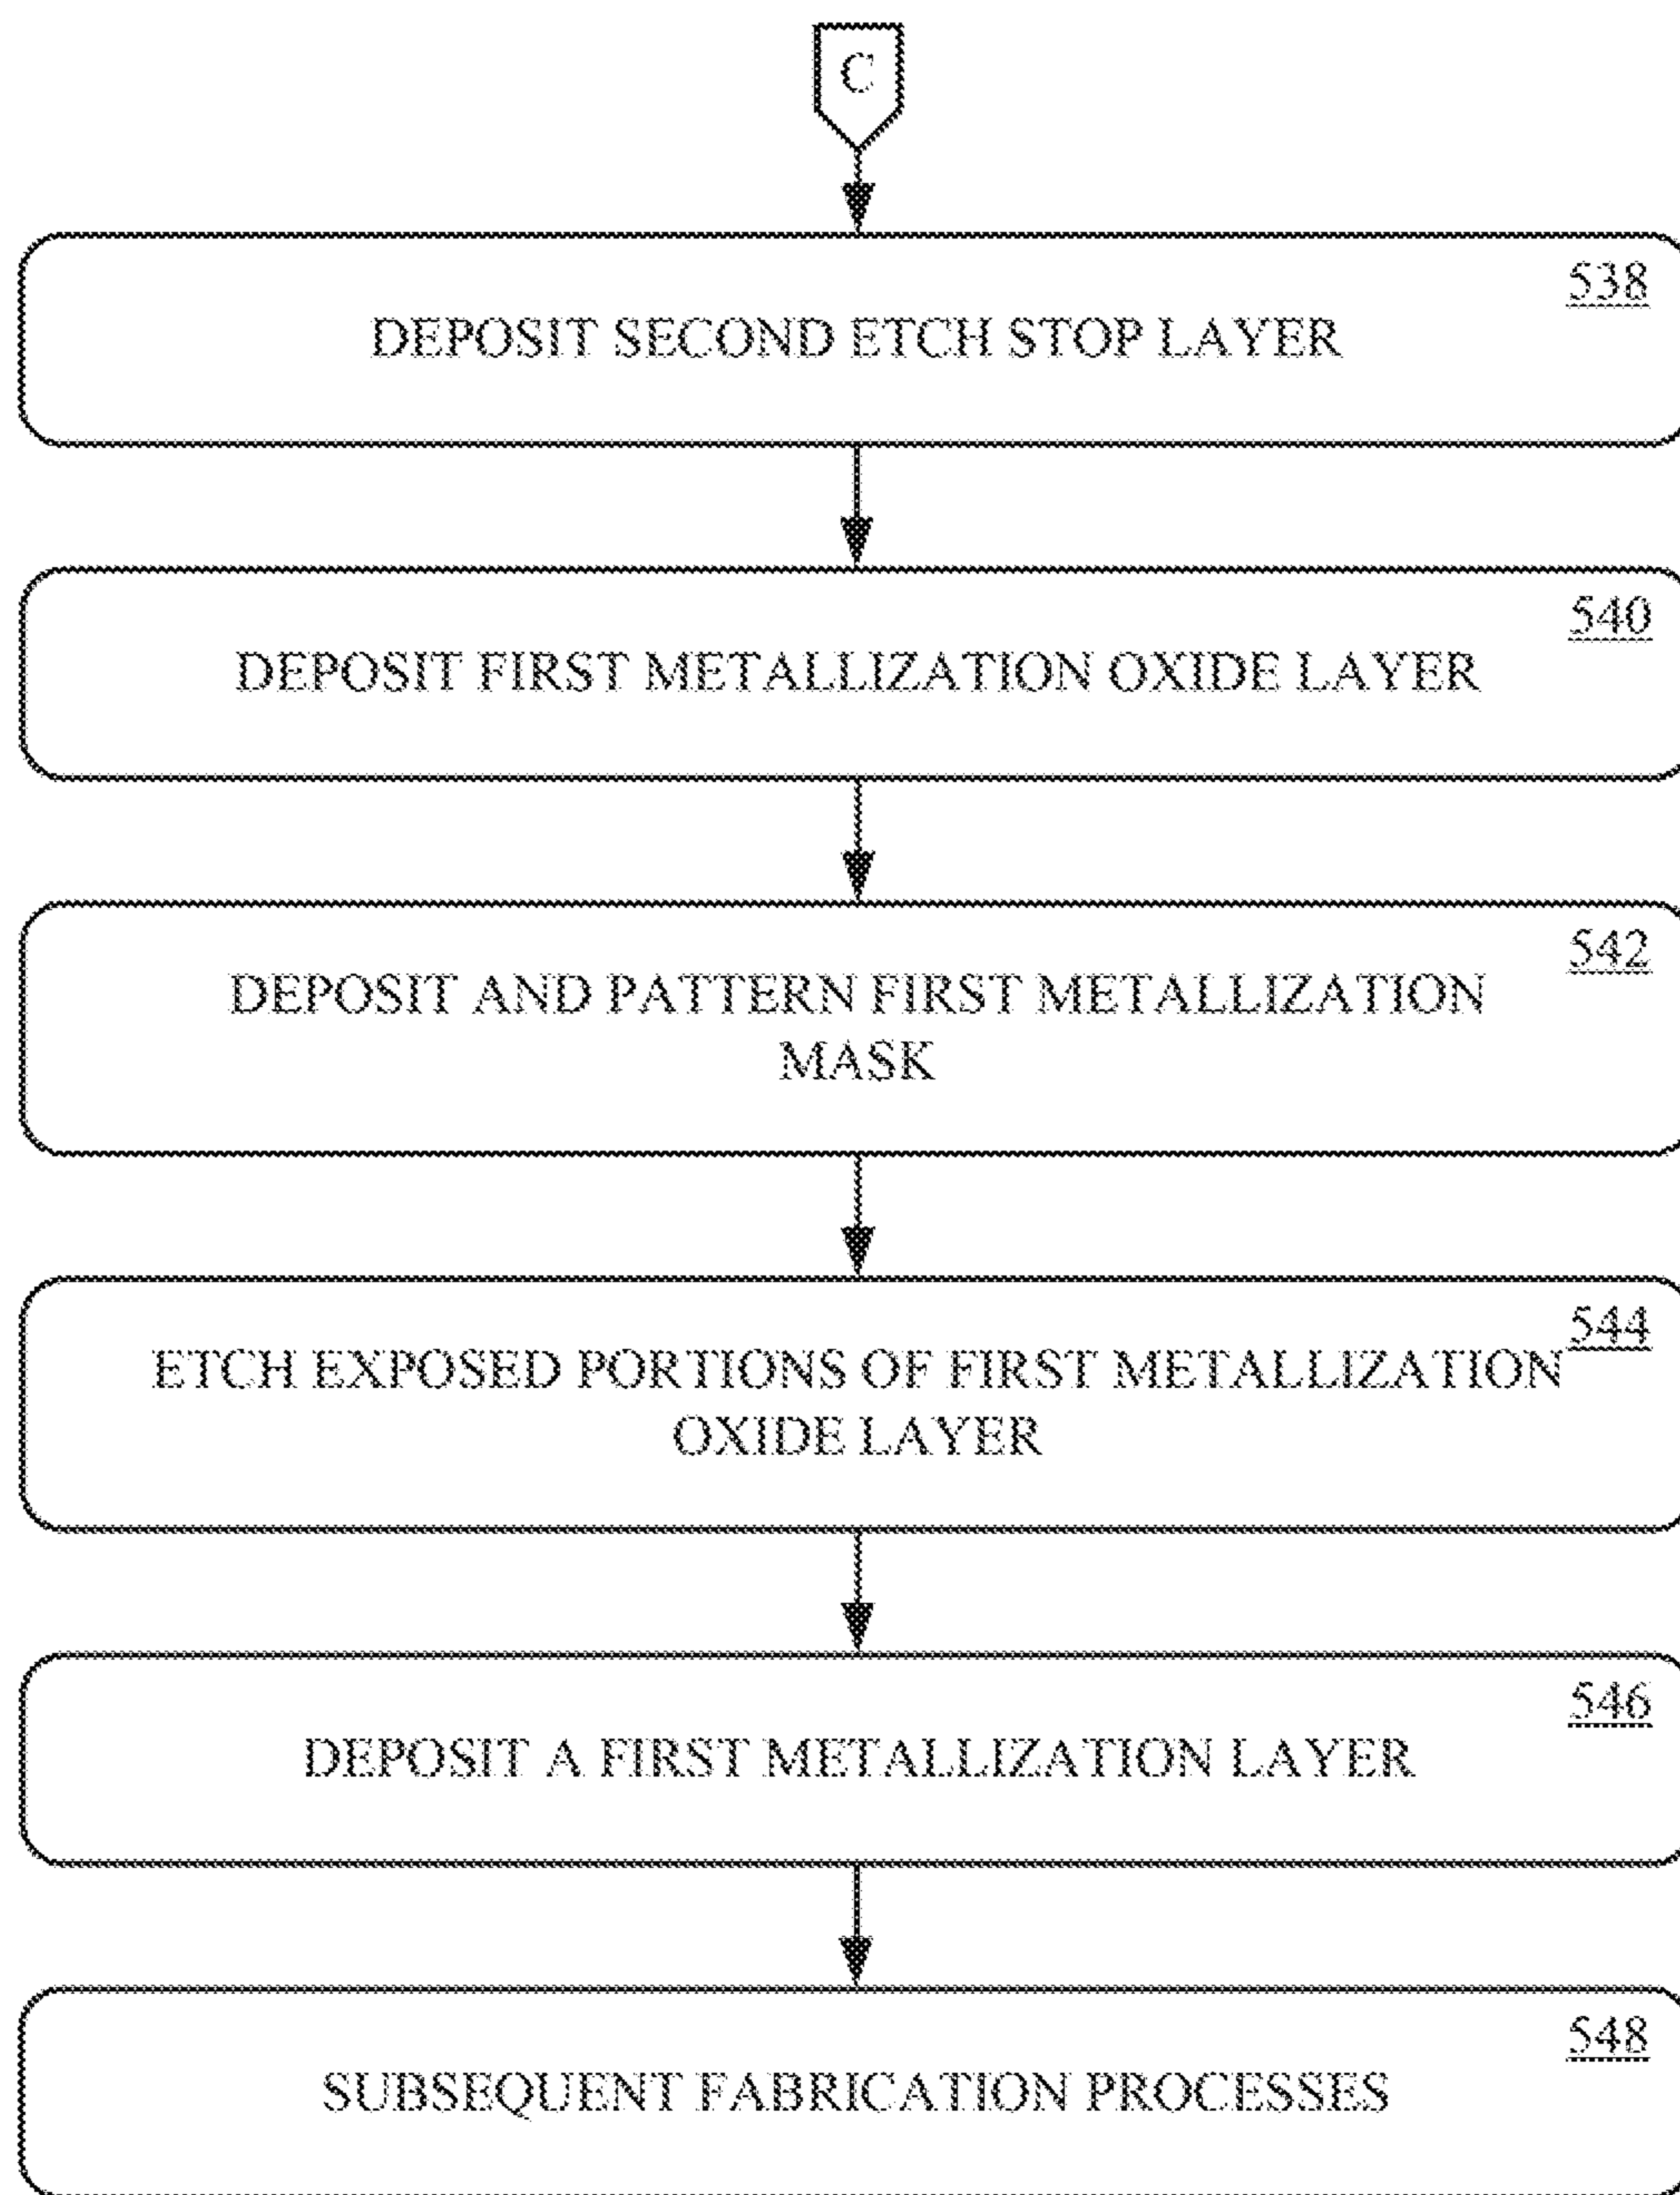 C
538
DEPOSIT SECOND ETCH STOP LAYER
540
DEPOSIT FIRST METALLIZATION OXIDE LAYER
542
DEPOSIT AND PATTERN FIRST METALLIZATION
MASK
544
ETCH EXPOSED PORTIONS OF FIRST METALLIZATION
OXIDE LAYER
546
DEPOSIT A FIRST METALLIZATION LAYER
548
SUBSEQUENT FABRICATION PROCESSES